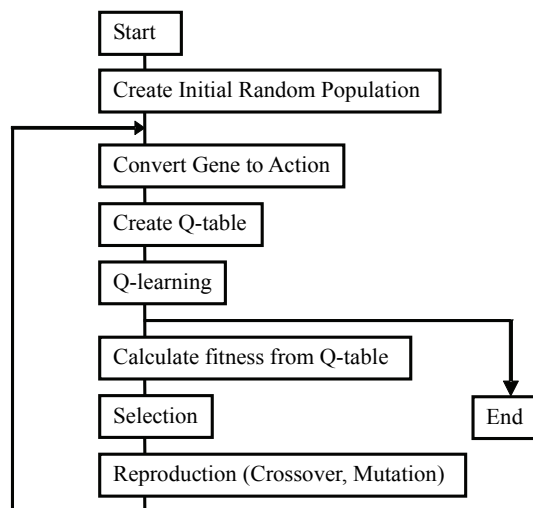 Start
Create Initial Random Population
Convert Gene to Action
Create Q-table
Q-learning
Calculate fitness from Q-table
Selection
End
Reproduction (Crossover, Mutation)